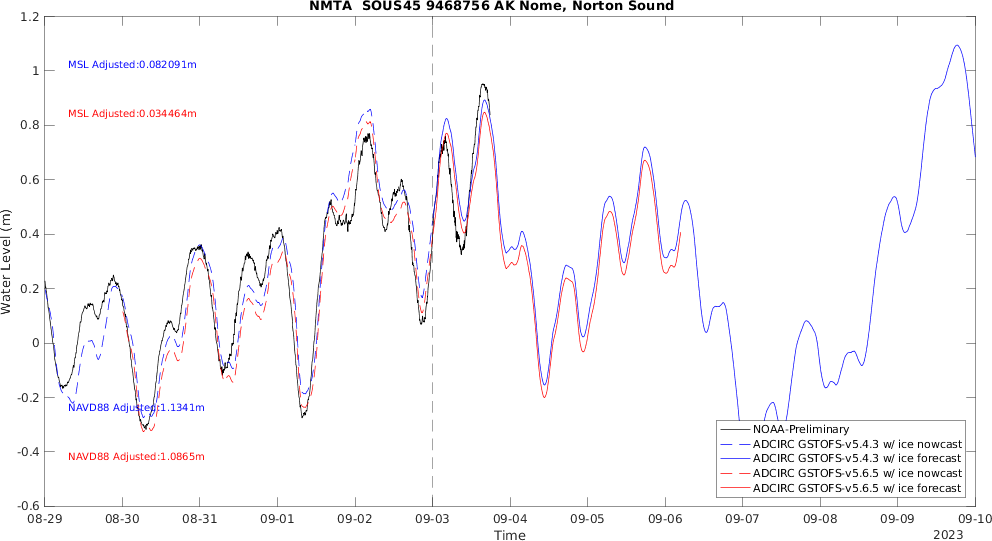 NMTA  SOUS45 9468756 AK Nome, Norton Sound
1.2
1
0.8
0.6
0.4
0.2
0
-0.2
-0.4
-0.6
Water Level (m)
MSL Adjusted:0.082091m
MSL Adjusted:0.034464m
NAVD88 Adjusted:1.1341m
NAVD88 Adjusted:1.0865m
NOAA-Preliminary
ADCIRC GSTOFS-v5.4.3 w/ ice nowcast
ADCIRC GSTOFS-v5.4.3 w/ ice forecast
ADCIRC GSTOFS-v5.6.5 w/ ice nowcast
ADCIRC GSTOFS-v5.6.5 w/ ice forecast
08-29 08-30 08-31 09-01 09-02 09-03 09-04 09-05 09-06 09-07 09-08 09-09 09-10
Time
2023